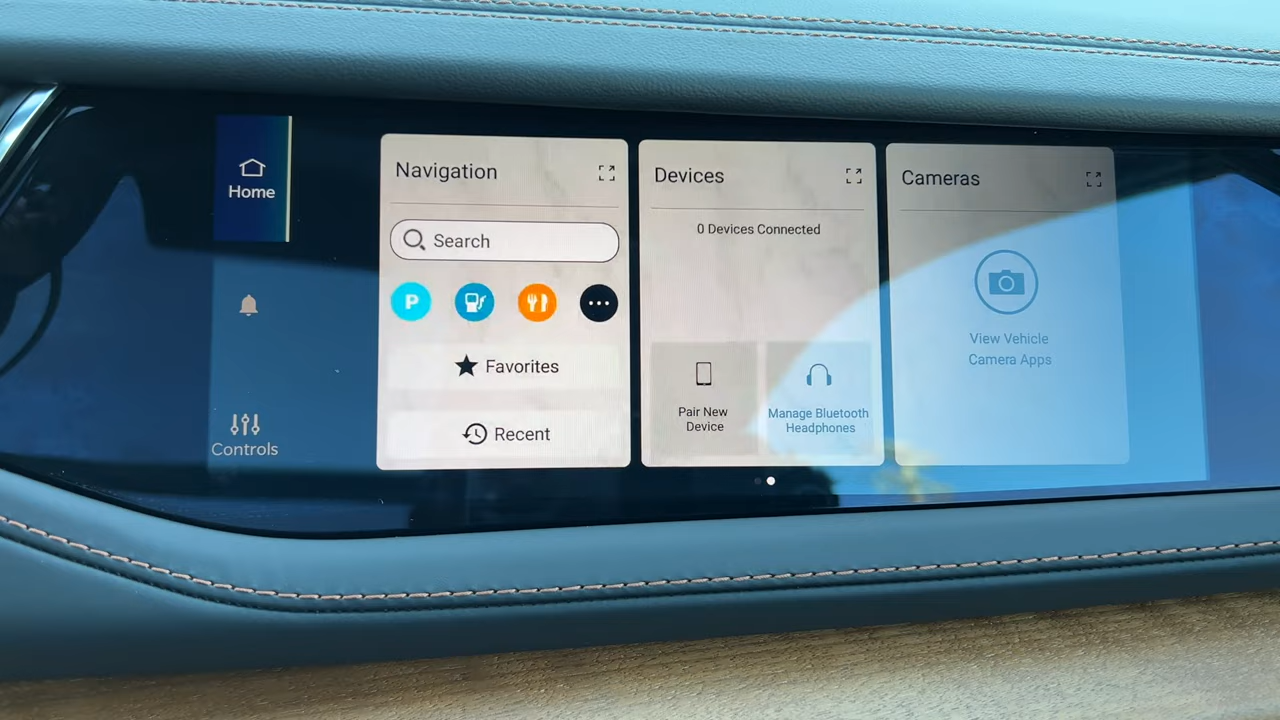 Home
Controls
Navigation
Search
P
Favorites
Recent
Devices
0 Devices Connected
Pair New
Device
Manage Bluetooth
Headphones
Cameras
View Vehicle
Camera Apps